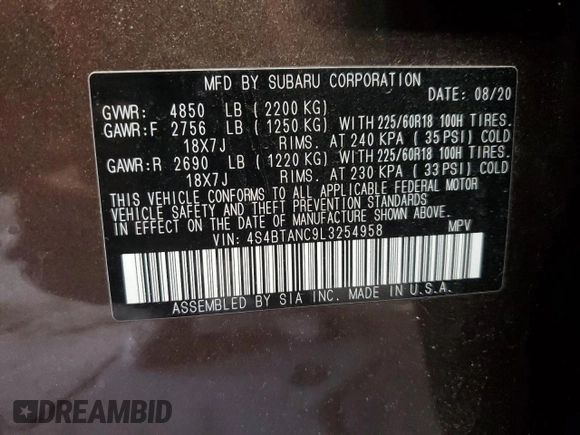 MFD BY SUBARU CORPORATION
DATE: 08/20
GVWR: 4850 LB (2200 KG)
GAWR:F 2756 LB (1250 KG) WITH 225/60R18 100H TIRES.
18X7J RIMS. AT 240 KPA (35PSI) COLD
GAWR:R 2690 LB (1220 KG) WITH 225/60R18 100H TIRES.
18X7J RIMS. AT 230 KPA (33PSI) COLD
THIS VEHICLE CONFORMS TO ALL APPLICABLE FEDERAL MOTOR
VEHICLE SAFETY AND THEFT PREVENTION STANDARDS IN EFFECT
ON THE DATE OF MANUFACTURE SHOWN ABOVE.
VIN: 4S4BTANC9L3254958 MPV
ASSEMBLED BY SIA INC. MADE IN U.S.A.
DREAMBID